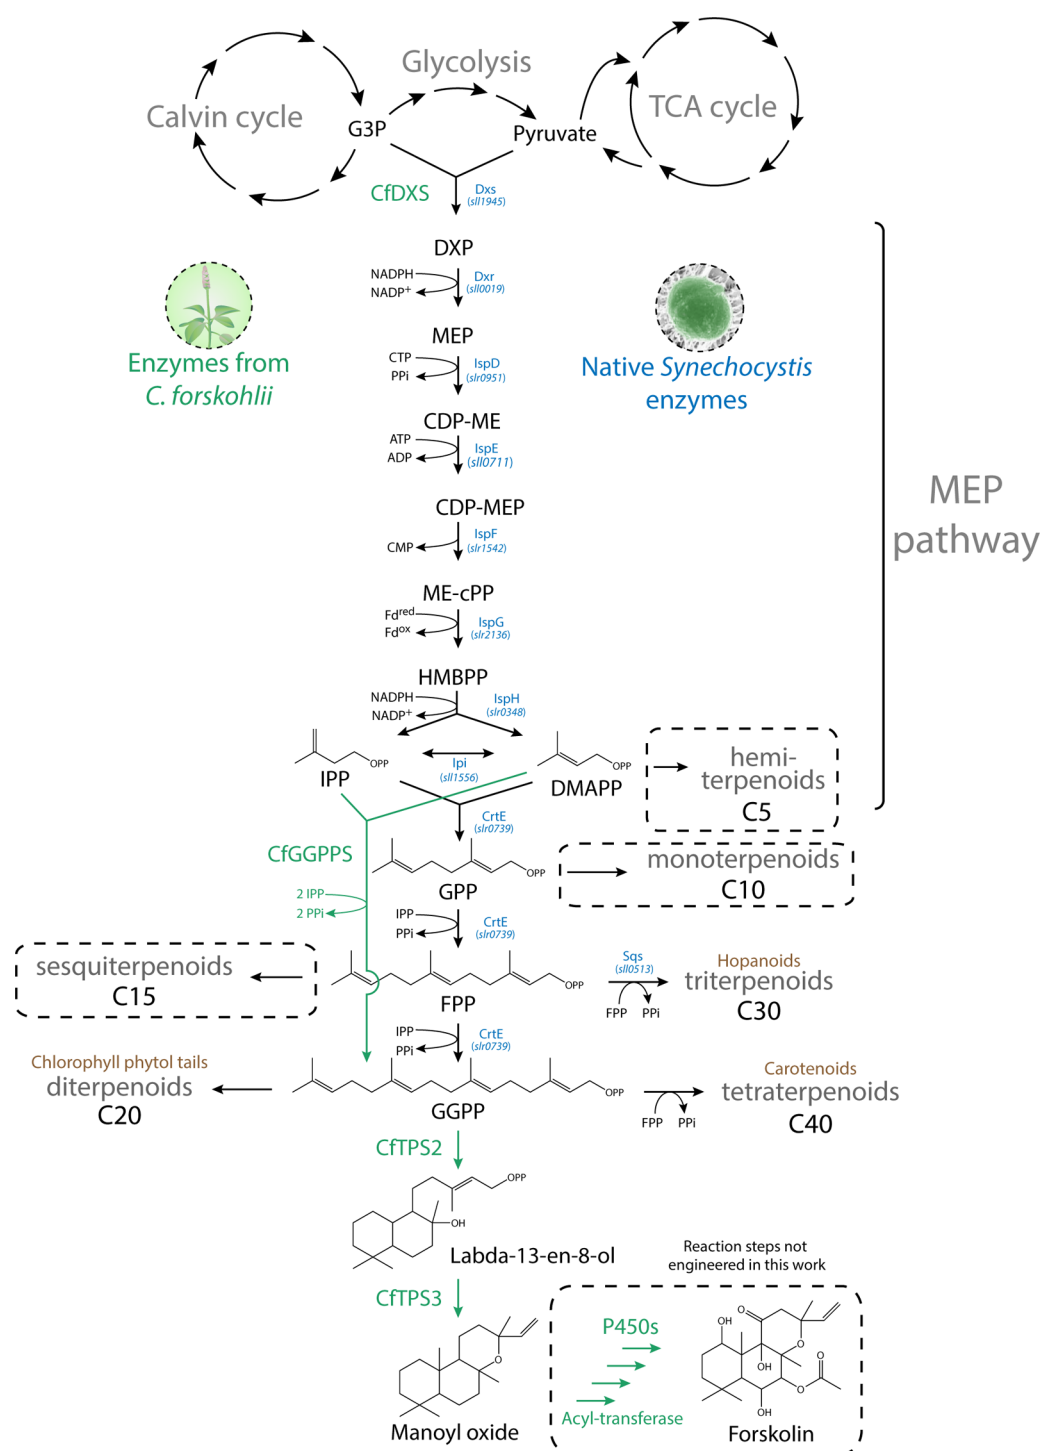 Glycolysis
Calvin cycle
TCA cycle
G3P
Pyruvate
CfDXS
Dxs
(sll1945)
DXP
NADPH
NADP+
Dxr
(sll0019)
MEP
Enzymes from
C. forskohlii
CTP
PPi
IspD
(slr0951)
Native Synechocystis
enzymes
CDP-ME
ATP
ADP
IspE
(sll0711)
MEP
pathway
CDP-MEP
CMP
IspF
(slr1542)
ME-cPP
Fdred
Fdox
IspG
(slr2136)
HMBPP
NADPH
NADP+
IspH
(slr0348)
OPP
IPP
Ipi
(sll1556)
OPP
DMAPP
hemi-
terpenoids
C5
CrtE
(slr0739)
CfGGPPS
OPP
GPP
monoterpenoids
C10
2 IPP
2 PPi
IPP
PPi
CrtE
(slr0739)
sesquiterpenoids
C15
OPP
FPP
Sqs
(sll0513)
FPP
PPi
Hopanoids
triterpenoids
C30
IPP
PPi
CrtE
(slr0739)
Chlorophyll phytol tails
diterpenoids
C20
OPP
GGPP
FPP
PPi
Carotenoids
tetraterpenoids
C40
CfTPS2
OPP
OH
Labda-13-en-8-ol
Reaction steps not
engineered in this work
CfTPS3
O
Manoyl oxide
P450s
Acyl-transferase
O
OH
O
OH
O
O
OH
Forskolin